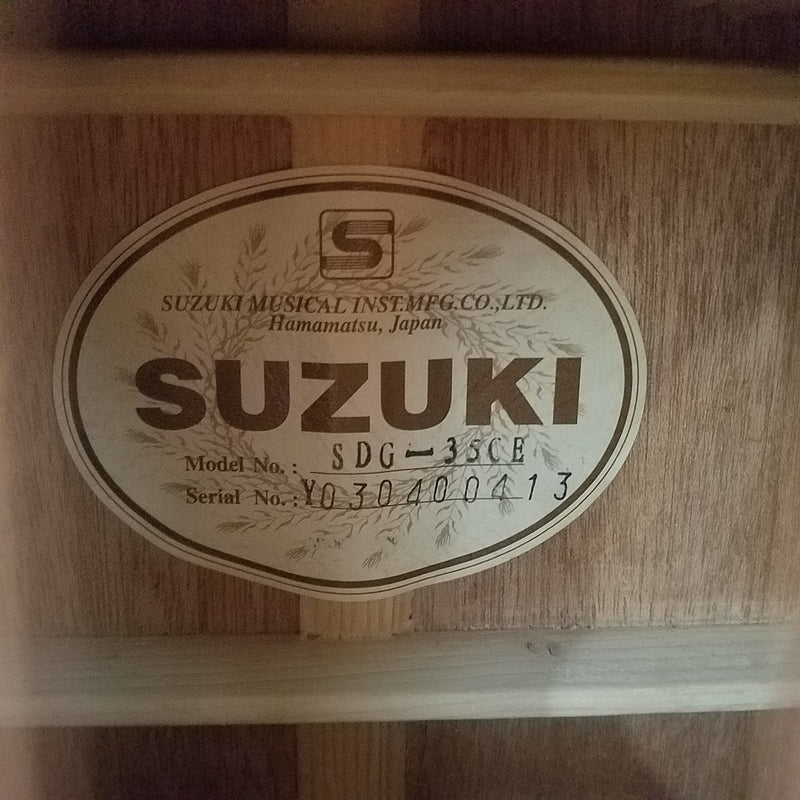 S
SUZUKI MUSICAL INST.MFG.CO.,LTD.
Hamamatsu, Japan
SUZUKI
Model No. : SDG-35CE
Serial No. : Y030400413